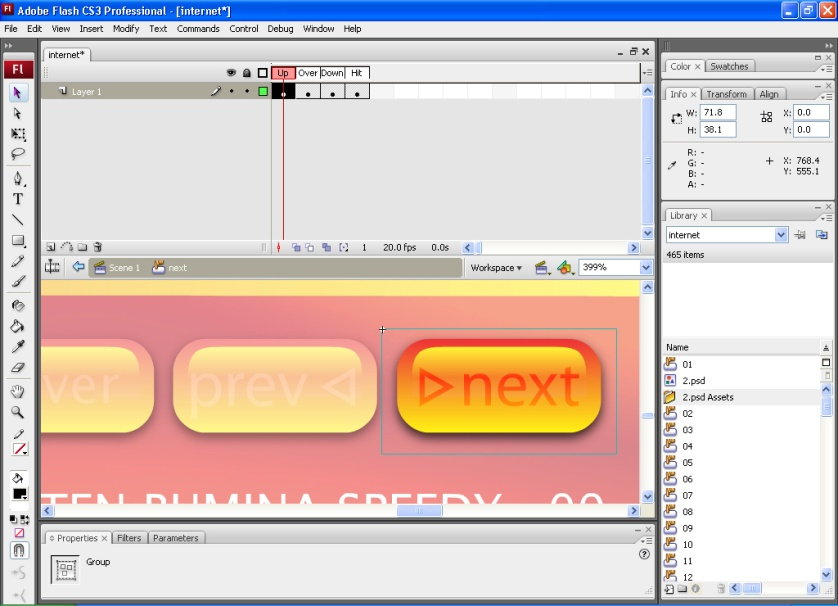 Adobe Flash CS3 Professional - [internet*]
File Edit View Insert Modify Text Commands Control Debug Window Help
internet*
Up Over Down Hit
Layer 1
1 20.0 fps 0.0s
Scene 1 next Workspace 399%
ver prev next
TEN RUMINA SPEEDY - 00
Properties × Filters Parameters
Group
Fl
T
Color × Swatches
Info × Transform Align
W: 71.8 X: 0.0
H: 38.1 Y: 0.0
R: -
G: -
B: -
A: -
X: 768.4
Y: 555.1
Library ×
internet
465 items
Name
01
2.psd
2.psd Assets
02
03
04
05
06
07
08
09
10
11
12